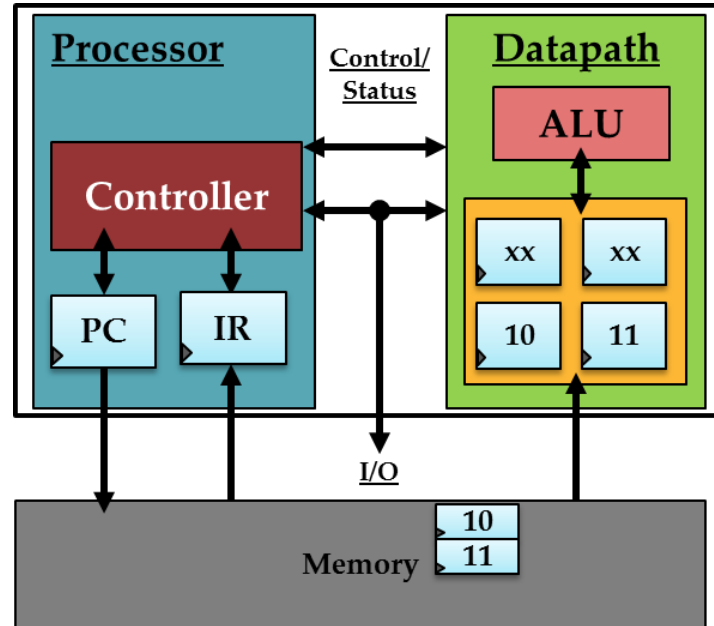 Processor
Control/
Status
Datapath
ALU
Controller
xx
xx
PC
IR
10
11
I/O
Memory
10
11